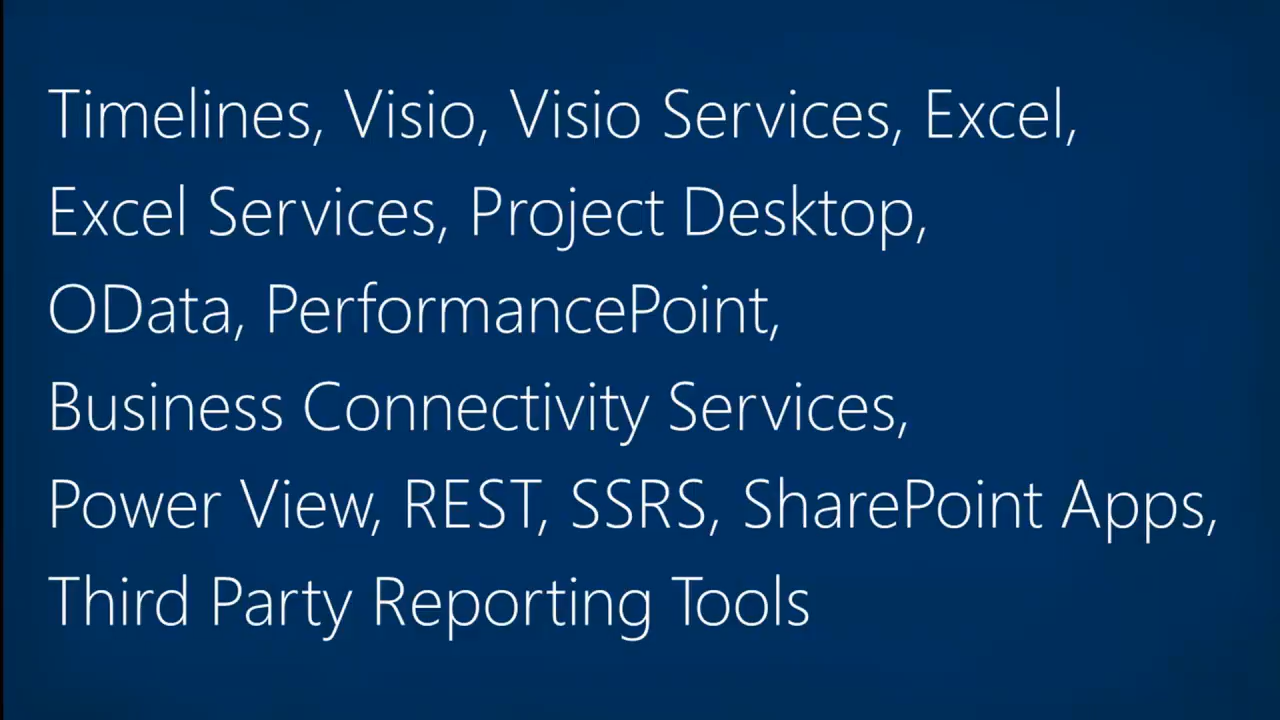 Timelines, Visio, Visio Services, Excel,
Excel Services, Project Desktop,
OData, PerformancePoint,
Business Connectivity Services,
Power View, REST, SSRS, SharePoint Apps,
Third Party Reporting Tools